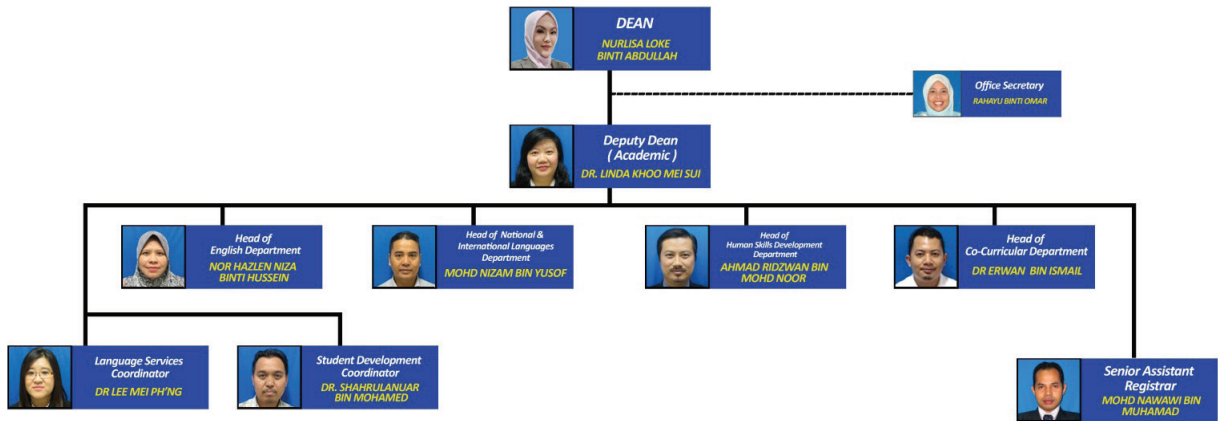 DEAN
NURLISA LOKE
BINTI ABDULLAH
Office Secretary
RAHAYU BINTI OMAR
Deputy Dean
( Academic )
DR. LINDA KHOO MEI SUI
Head of
English Department
NOR HAZLEN NIZA
BINTI HUSSEIN
Head of National &
International Languages
Department
MOHD NIZAM BIN YUSOF
Head of
Human Skills Development
Department
AHMAD RIDZWAN BIN
MOHD NOOR
Head of
Co-Curricular Department
DR ERWAN BIN ISMAIL
Language Services
Coordinator
DR LEE MEI PH'NG
Student Development
Coordinator
DR. SHAHRULANUAR
BIN MOHAMED
Senior Assistant
Registrar
MOHD NAWAWI BIN
MUHAMAD